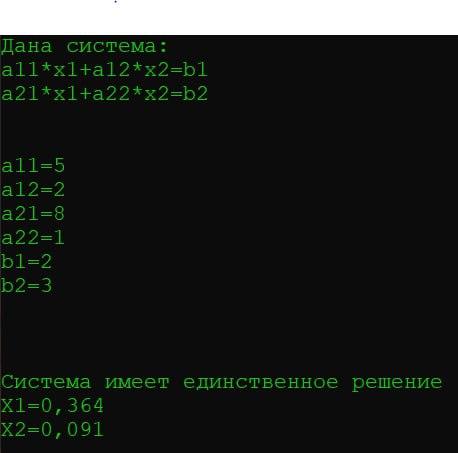 Дана система:
a11*x1+a12*x2=b1
a21*x1+a22*x2=b2
a11=5
a12=2
a21=8
a22=1
b1=2
b2=3
Система имеет единственное решение
X1=0,364
X2=0,091